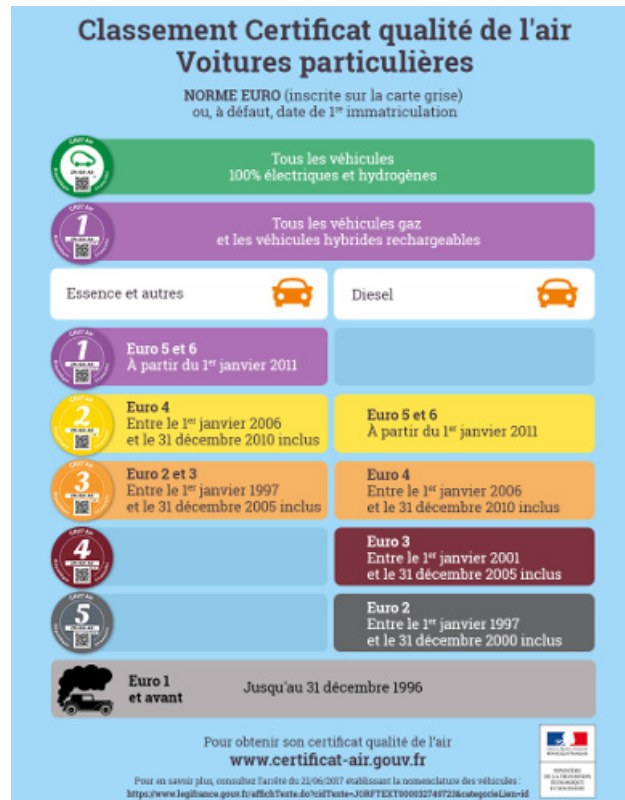 Classement Certificat qualité de l'air
Voitures particulières
NORME EURO (inscrite sur la carte grise)
ou, à défaut, date de 1re immatriculation
Tous les véhicules
100% électriques et hydrogènes
1
Tous les véhicules gaz
et les véhicules hybrides rechargeables
Essence et autres
Diesel
1
Euro 5 et 6
À partir du 1er janvier 2011
2
Euro 4
Entre le 1er janvier 2006
et le 31 décembre 2010 inclus
Euro 5 et 6
À partir du 1er janvier 2011
3
Euro 2 et 3
Entre le 1er janvier 1997
et le 31 décembre 2005 inclus
Euro 4
Entre le 1er janvier 2006
et le 31 décembre 2010 inclus
4
Euro 3
Entre le 1er janvier 2001
et le 31 décembre 2005 inclus
5
Euro 2
Entre le 1er janvier 1997
et le 31 décembre 2000 inclus
Euro 1
et avant
Jusqu'au 31 décembre 1996
Pour obtenir son certificat qualité de l'air
www.certificat-air.gouv.fr
Pour en savoir plus, consultez l'arrêté du 21/06/2017 établissant la nomenclature des véhicules :